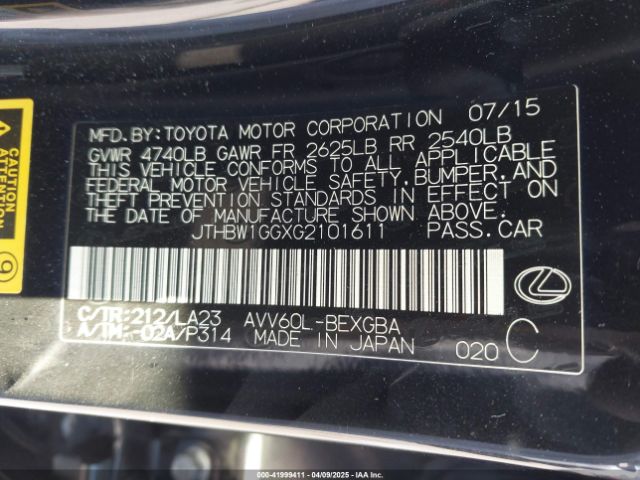 07/15
MFD.BY:TOYOTA MOTOR CORPORATION
GVWR 4740LB GAWR FR 2625LB RR 2540LB
THIS VEHICLE CONFORMS TO ALL APPLICABLE
FEDERAL MOTOR VEHICLE SAFETY,BUMPER,AND
THEFT PREVENTION STANDARDS IN EFFECT ON
THE DATE OF MANUFACTURE SHOWN ABOVE.
JTHBW1GGXG2101611 PASS.CAR
C/TR:212/LA23 AVV60L-BEXGBA
A/TM:-02A/P314 MADE IN JAPAN 020 C
CAUTION
ATTENTION
9
000-41999411 - 04/09/2025 - IAAI.com